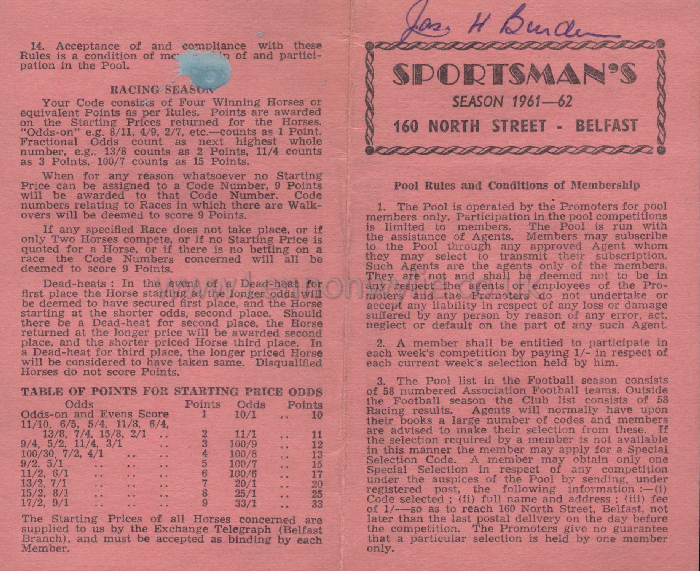 14. Acceptance of and compliance with these
Rules is a condition of membership of and partici-
pation in the Pool.
RACING SEASON
Your Code consists of Four Winning Horses or
equivalent Points as per Rules. Points are awarded
on the Starting Prices returned for the Horses.
"Odds-on" e.g. 8/11, 4/9, 2/7, etc.—counts as 1 Point.
Fractional Odds count as next highest whole
number, e.g., 13/8 counts as 2 Points, 11/4 counts
as 3 Points, 100/7 counts as 15 Points.
When for any reason whatsoever no Starting
Price can be assigned to a Code Number, 9 Points
will be awarded to that Code Number. Code
numbers relating to Races in which there are Walk-
overs will be deemed to score 9 Points.
If any specified Race does not take place, or if
only Two Horses compete, or if no Starting Price is
quoted for a Horse, or if there is no betting on a
race the Code Numbers concerned will all be
deemed to score 9 Points.
Dead-heats: In the event of a Dead-heat for
first place the Horse starting at the longer odds will
be deemed to have secured first place, and the Horse
starting at the shorter odds, second place. Should
there be a Dead-heat for second place, the Horse
returned at the longer price will be awarded second
place, and the shorter priced Horse third place. In
a Dead-heat for third place, the longer priced Horse
will be considered to have taken same. Disqualified
Horses do not score Points.
TABLE OF POINTS FOR STARTING PRICE ODDS
Odds Points Odds Points
Odds-on and Evens Score 1 10/1 .. 10
11/10, 6/5, 5/4, 11/8, 6/4,
13/8, 7/4, 15/8, 2/1 .. 2 11/1 .. 11
9/4, 5/2, 11/4, 3/1 .. 3 100/9 .. 12
100/30, 7/2, 4/1 .. .. 4 100/8 .. 13
9/2, 5/1 .. .. .. 5 100/7 .. 15
11/2, 6/1 .. .. .. 6 100/6 .. 17
13/2, 7/1 .. .. .. 7 20/1 .. 20
15/2, 8/1 .. .. .. 8 25/1 .. 25
17/2, 9/1 .. .. .. 9 33/1 .. 33
The Starting Prices of all Horses concerned are
supplied to us by the Exchange Telegraph (Belfast
Branch), and must be accepted as binding by each
Member.
Jas H Burden
SPORTSMAN'S
SEASON 1961—62
160 NORTH STREET - BELFAST
Pool Rules and Conditions of Membership
1. The Pool is operated by the Promoters for pool
members only. Participation in the pool competitions
is limited to members. The Pool is run with
the assistance of Agents. Members may subscribe
to the Pool through any approved Agent whom
they may select to transmit their subscription.
Such Agents are the agents only of the members.
They are not and shall be deemed not to be in
any way agents or employees of the Pro-
motery and the Promoters do not undertake or
accept any liability in respect of any loss or damage
suffered by any person by reason of any error, act,
neglect or default on the part of any such Agent.
2. A member shall be entitled to participate in
each week's competition by paying 1/- in respect of
each current week's selection held by him.
3. The Pool list in the Football season consists
of 58 numbered Association Football teams. Outside
the Football season the Club list consists of 58
Racing results. Agents will normally have upon
their books a large number of codes and members
are advised to make their selection from these. If
the selection required by a member is not available
in this manner the member may apply for a Special
Selection Code. A member may obtain only one
Special Selection in respect of any competition
under the auspices of the Pool by sending, under
registered post, the following information :—(i)
Code selected ; (ii) full name and address ; (iii) fee
of 1/—so as to reach 160 North Street, Belfast, not
later than the last postal delivery on the day before
the competition. The Promoters give no guarantee
that a particular selection is held by one member
only.